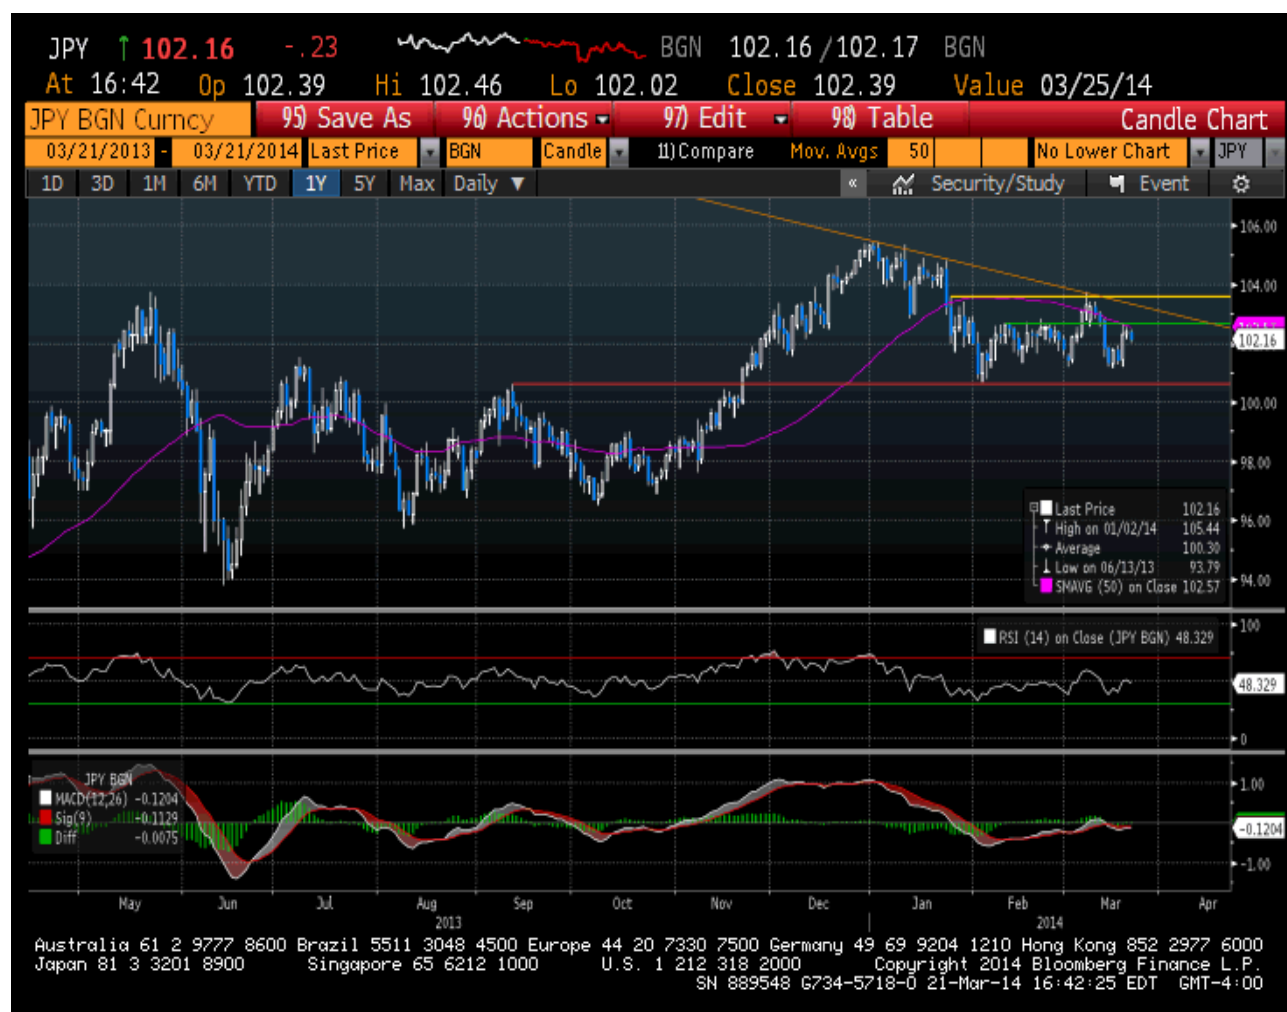 JPY ↑ 102.16 -.23 BGN 102.16 /102.17 BGN
At 16:42 Op 102.39 Hi 102.46 Lo 102.02 Close 102.39 Value 03/25/14
JPY BGN Curncy 95) Save As 96) Actions 97) Edit 98) Table Candle Chart
03/21/2013 - 03/21/2014 Last Price BGN Candle 11)Compare Mov. Avgs 50 No Lower Chart JPY
1D 3D 1M 6M YTD 1Y 5Y Max Daily ▼ « Security/Study Event
106.00
104.00
102.16
100.00
98.00
96.00
94.00
Last Price 102.16
High on 01/02/14 105.44
Average 100.30
Low on 06/13/13 93.79
SMAVG (50) on Close 102.57
100
RSI (14) on Close (JPY BGN) 48.329
48.329
0
JPY BGN
MACD(12,26) -0.1204
Sig(9) -0.1129
Diff -0.0075
1.00
-0.1204
-1.00
May Jun Jul Aug Sep Oct Nov Dec Jan Feb Mar Apr
2013 2014
Australia 61 2 9777 8600 Brazil 5511 3048 4500 Europe 44 20 7330 7500 Germany 49 69 9204 1210 Hong Kong 852 2977 6000
Japan 81 3 3201 8900 Singapore 65 6212 1000 U.S. 1 212 318 2000 Copyright 2014 Bloomberg Finance L.P.
SN 889548 G734-5718-0 21-Mar-14 16:42:25 EDT GMT-4:00